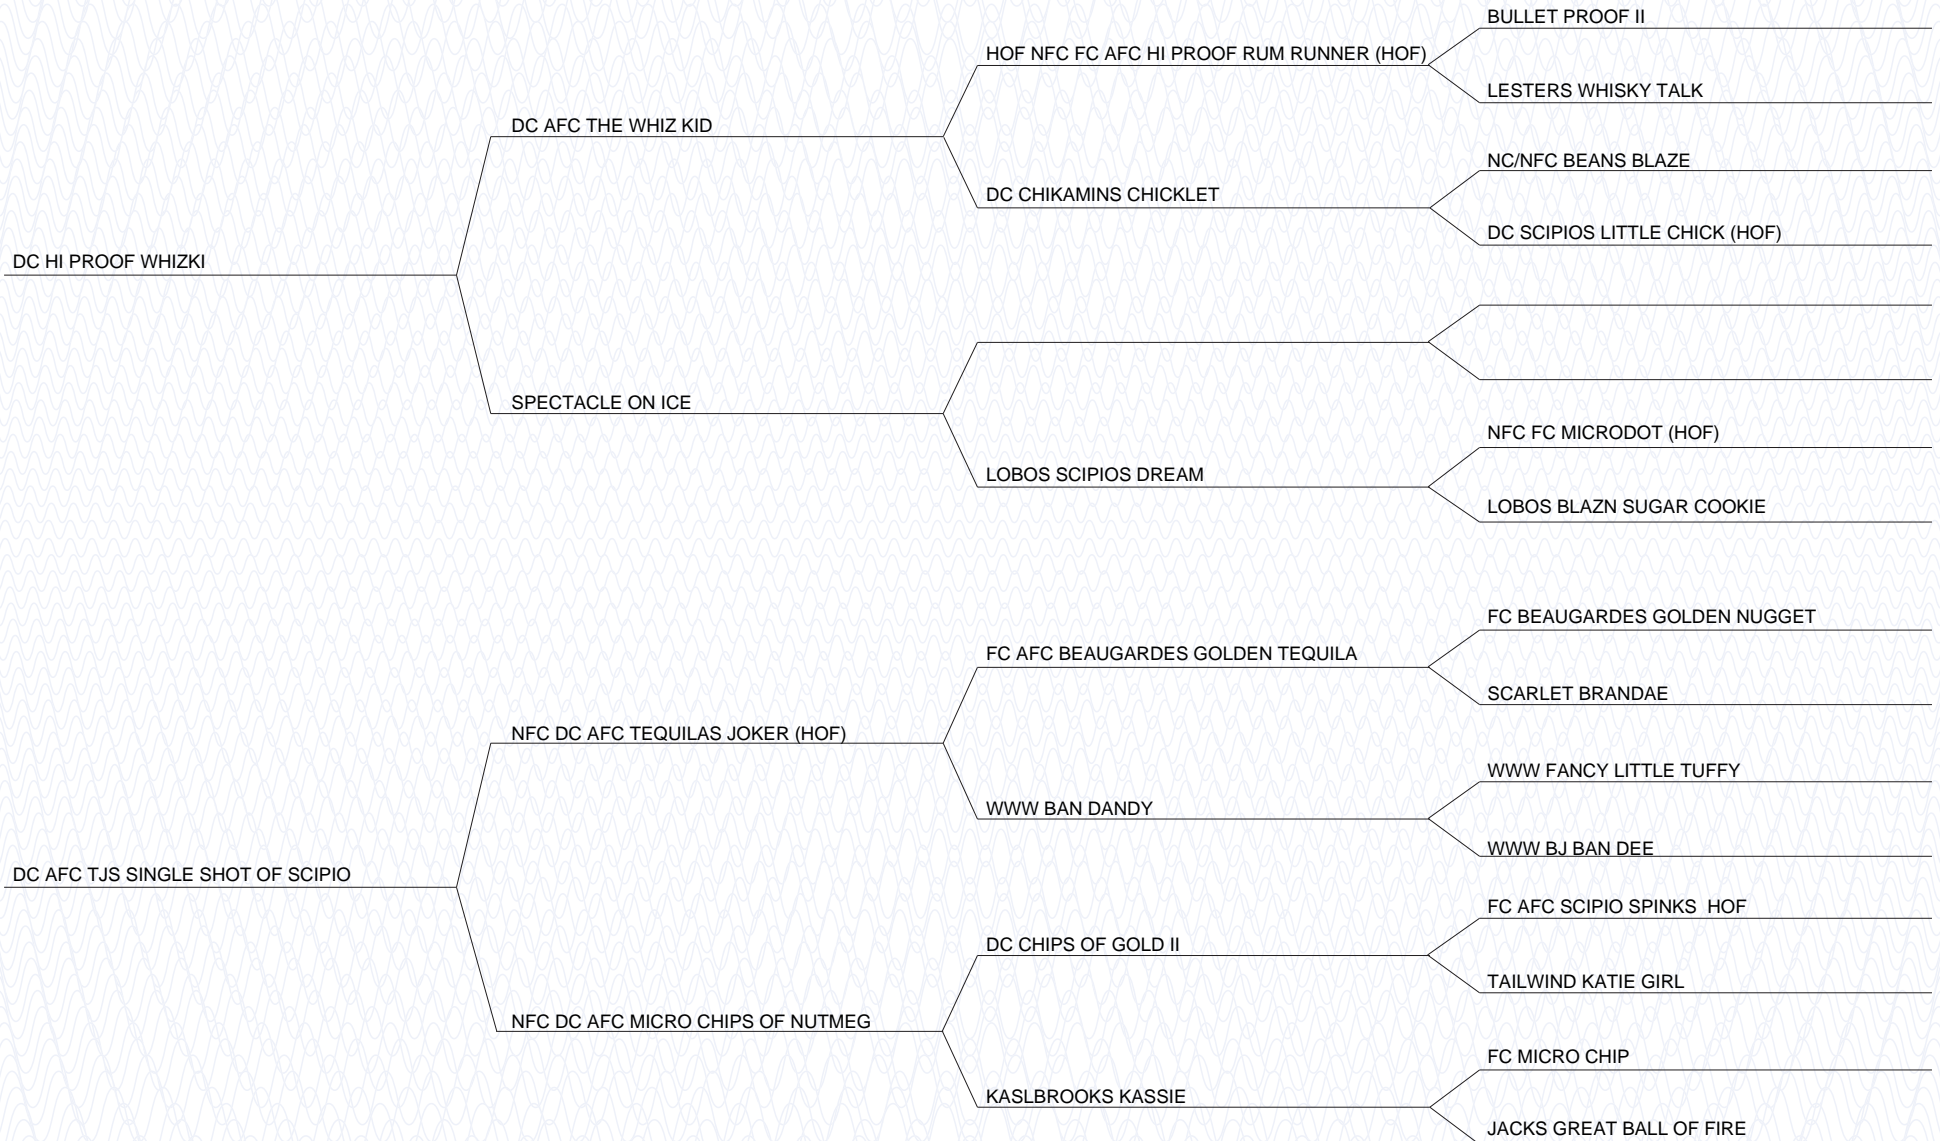 BULLET PROOF II
HOF NFC FC AFC HI PROOF RUM RUNNER (HOF)
LESTERS WHISKY TALK
DC AFC THE WHIZ KID
NC/NFC BEANS BLAZE
DC CHIKAMINS CHICKLET
DC SCIPIOS LITTLE CHICK (HOF)
DC HI PROOF WHIZKI
SPECTACLE ON ICE
NFC FC MICRODOT (HOF)
LOBOS SCIPIOS DREAM
LOBOS BLAZN SUGAR COOKIE
FC BEAUGARDES GOLDEN NUGGET
FC AFC BEAUGARDES GOLDEN TEQUILA
SCARLET BRANDAE
NFC DC AFC TEQUILAS JOKER (HOF)
WWW FANCY LITTLE TUFFY
WWW BAN DANDY
WWW BJ BAN DEE
DC AFC TJS SINGLE SHOT OF SCIPIO
FC AFC SCIPIO SPINKS  HOF
DC CHIPS OF GOLD II
TAILWIND KATIE GIRL
NFC DC AFC MICRO CHIPS OF NUTMEG
FC MICRO CHIP
KASLBROOKS KASSIE
JACKS GREAT BALL OF FIRE